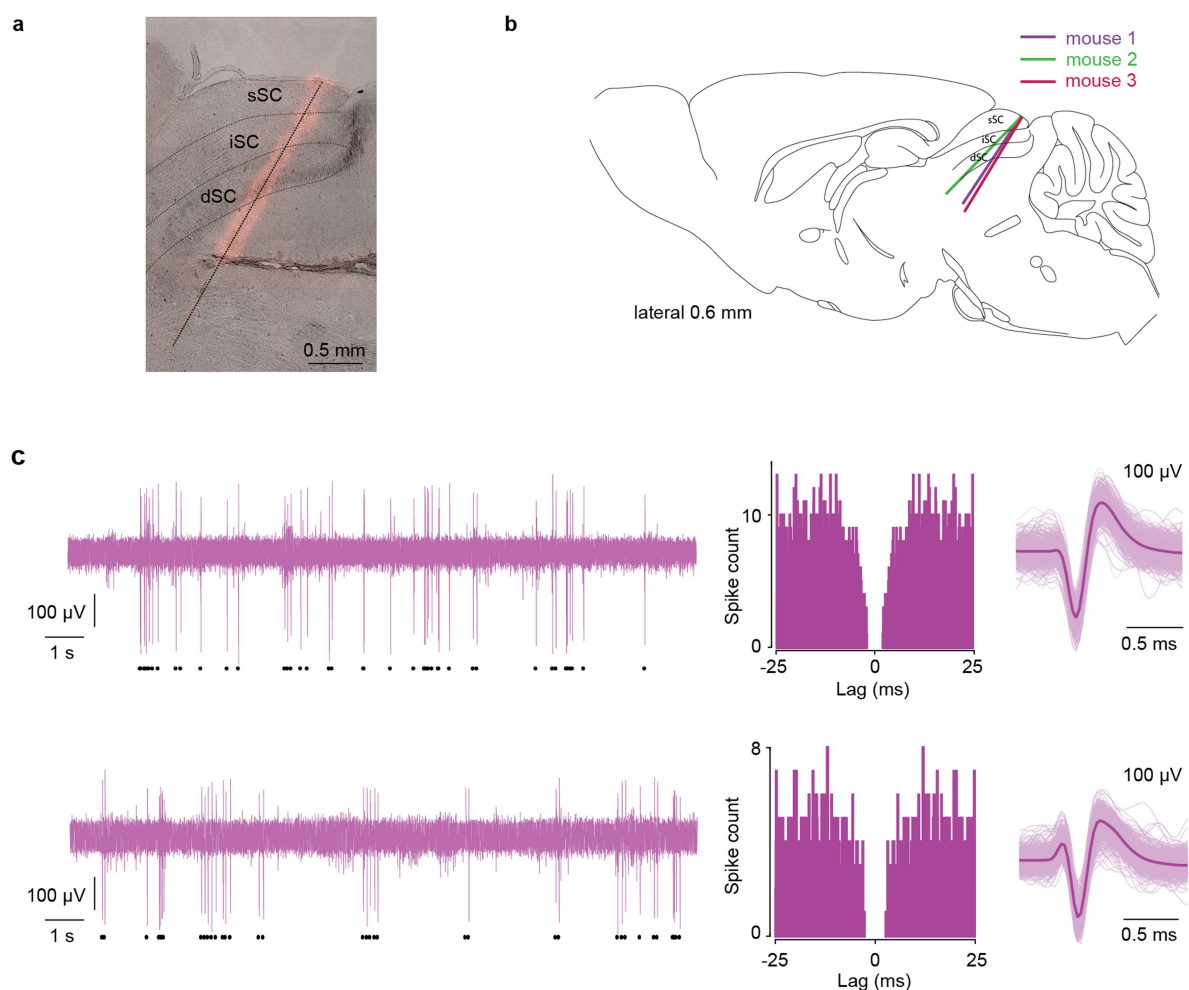 a
sSC
iSC
dSC
0.5 mm
b
mouse 1
mouse 2
mouse 3
sSC
iSC
dSC
lateral 0.6 mm
c
100 µV
1 s
Spike count
10
0
-25 0 25
Lag (ms)
100 µV
0.5 ms
100 µV
1 s
Spike count
8
0
-25 0 25
Lag (ms)
100 µV
0.5 ms